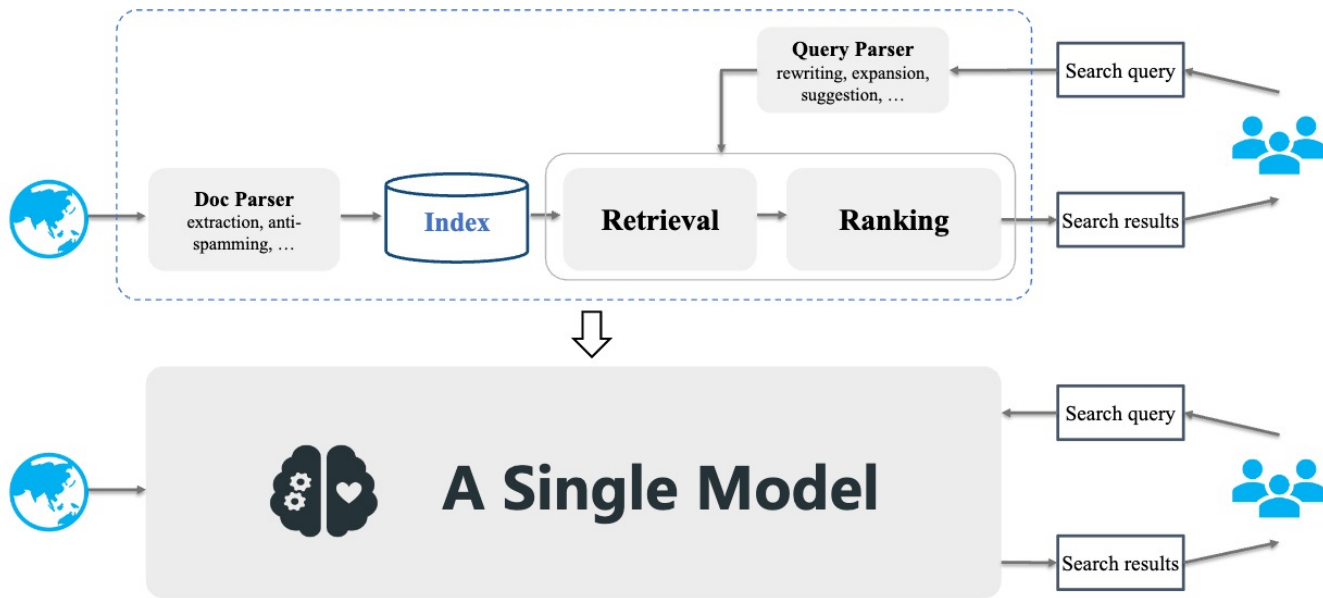 Query Parser
rewriting, expansion,
suggestion, …
Search query
Doc Parser
extraction, anti-
spamming, …
Index
Retrieval
Ranking
Search results
Search query
A Single Model
Search results